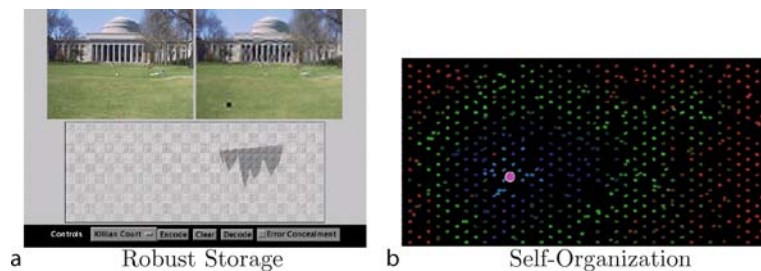 Controls Killian Court Encode Clear Decode Error Concealment
a Robust Storage
b Self-Organization